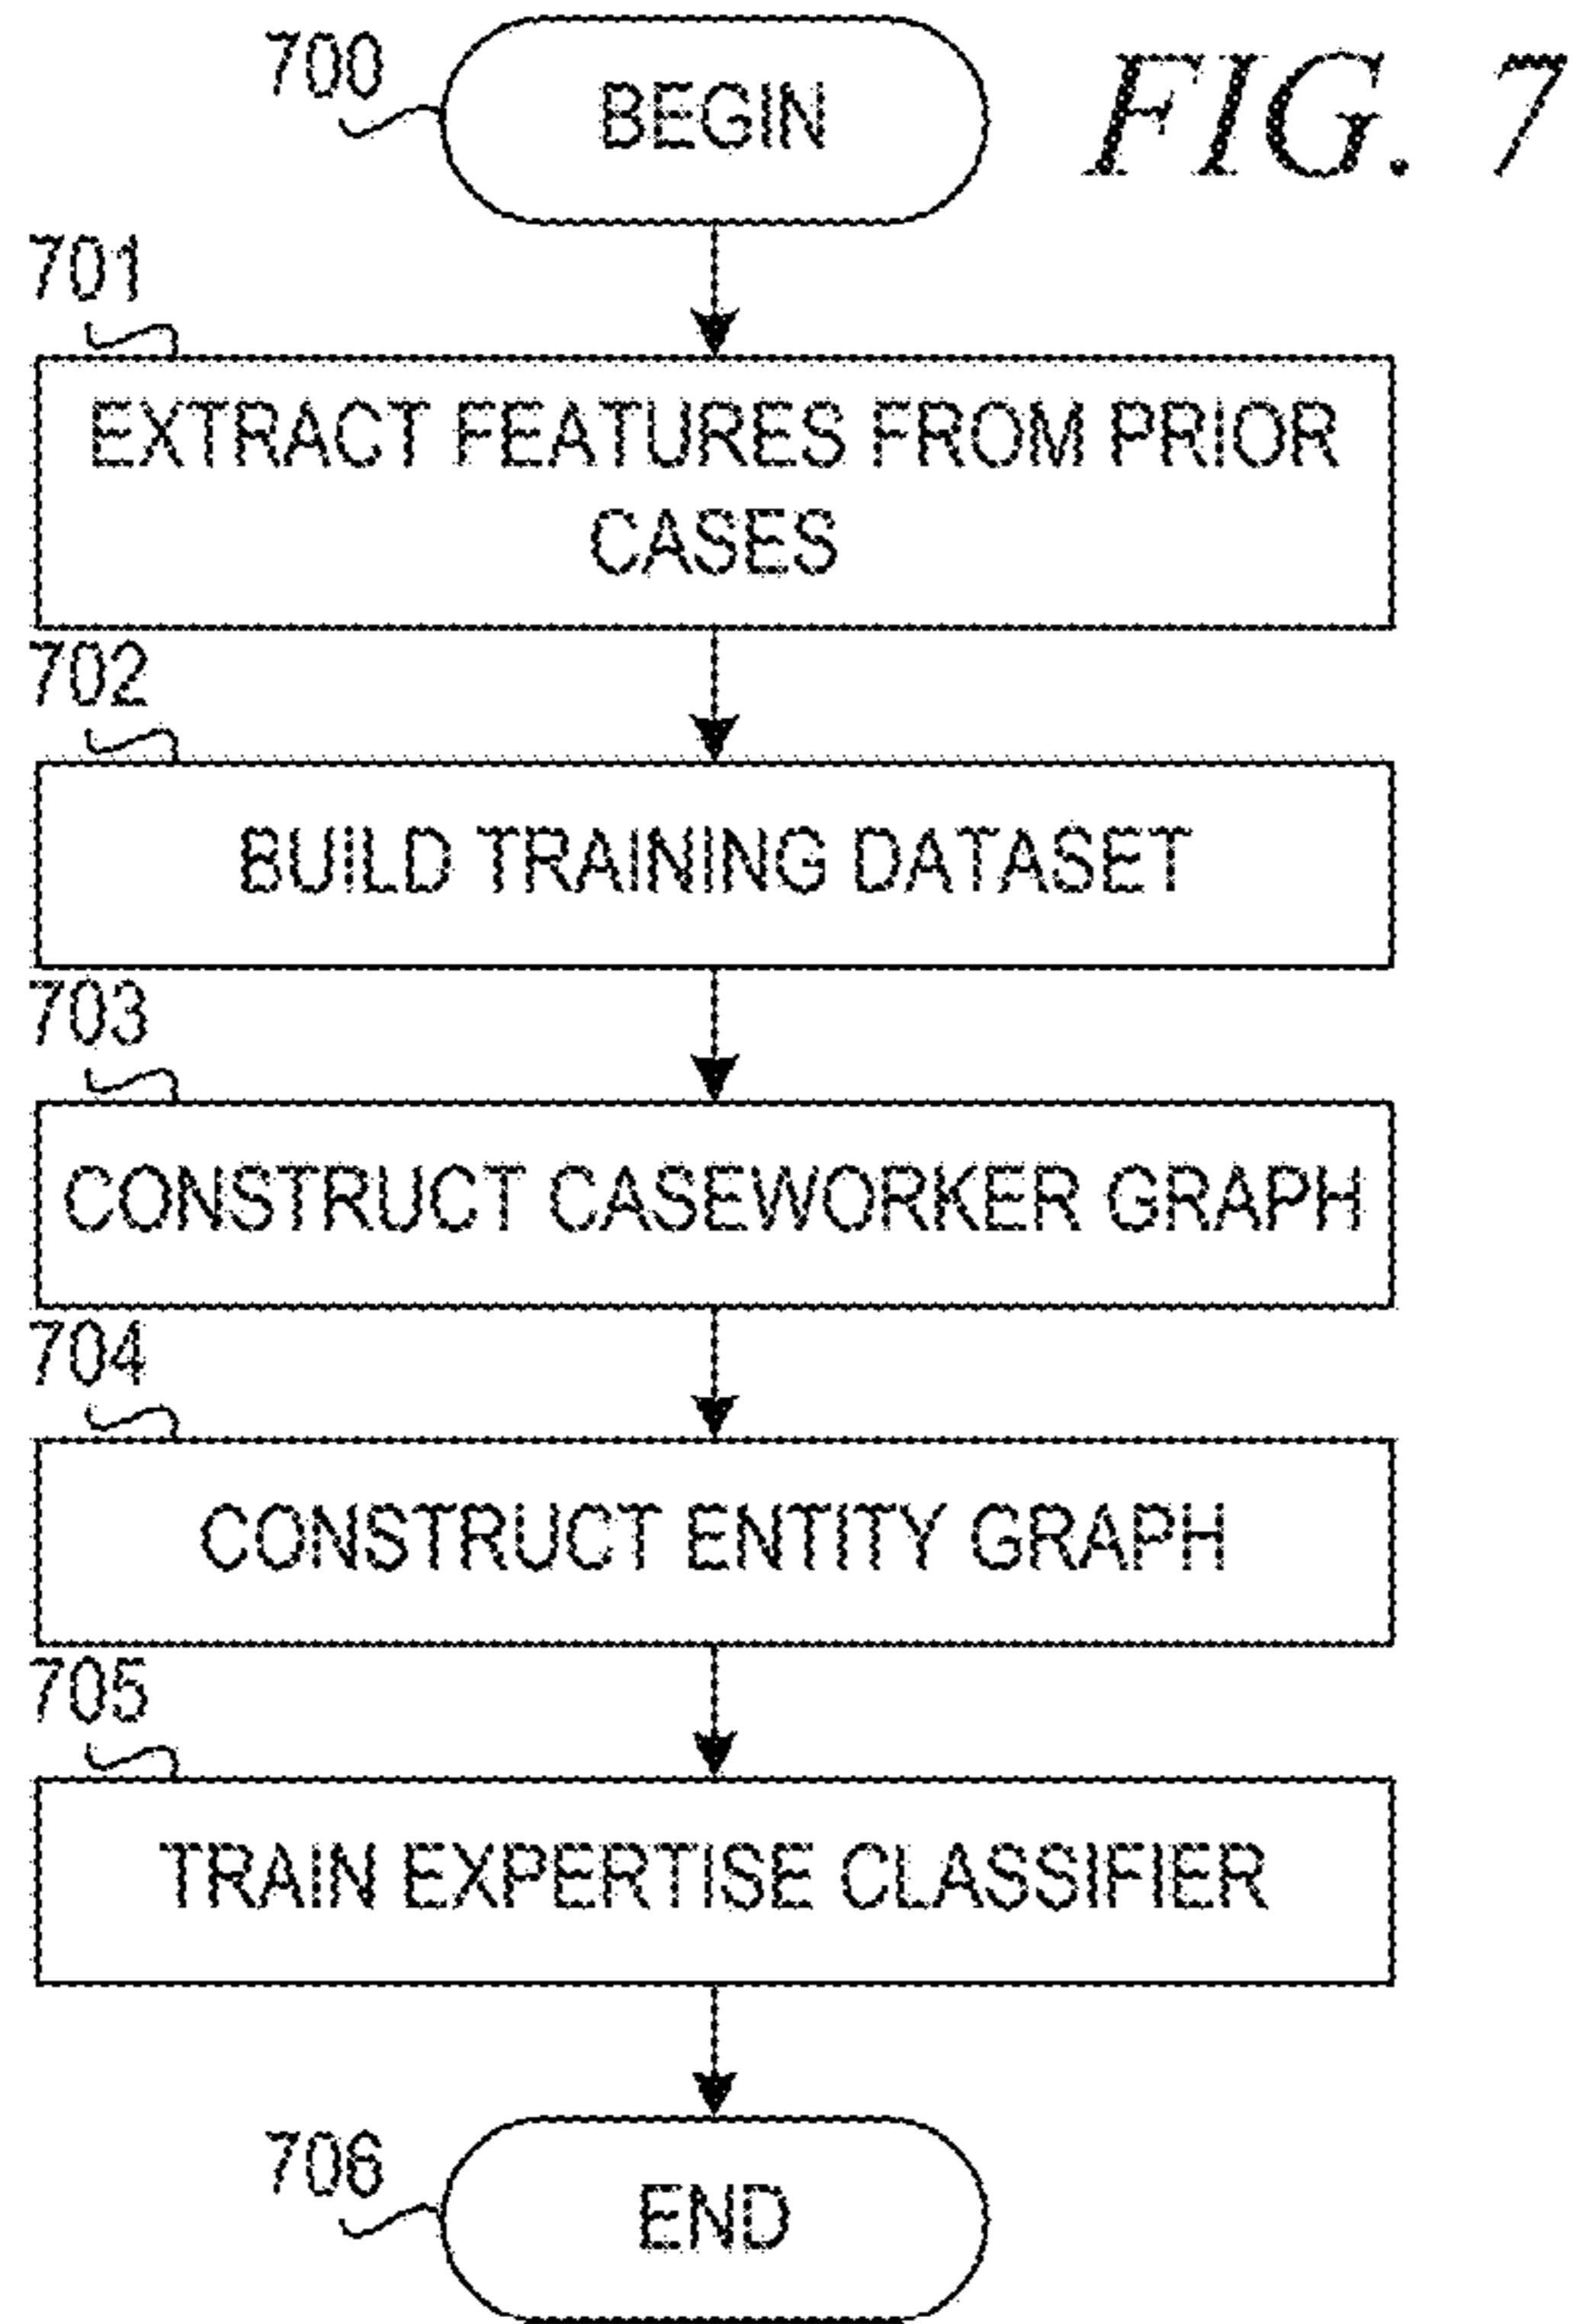 700
BEGIN
FIG. 7
701
EXTRACT FEATURES FROM PRIOR
CASES
702
BUILD TRAINING DATASET
703
CONSTRUCT CASEWORKER GRAPH
704
CONSTRUCT ENTITY GRAPH
705
TRAIN EXPERTISE CLASSIFIER
706
END